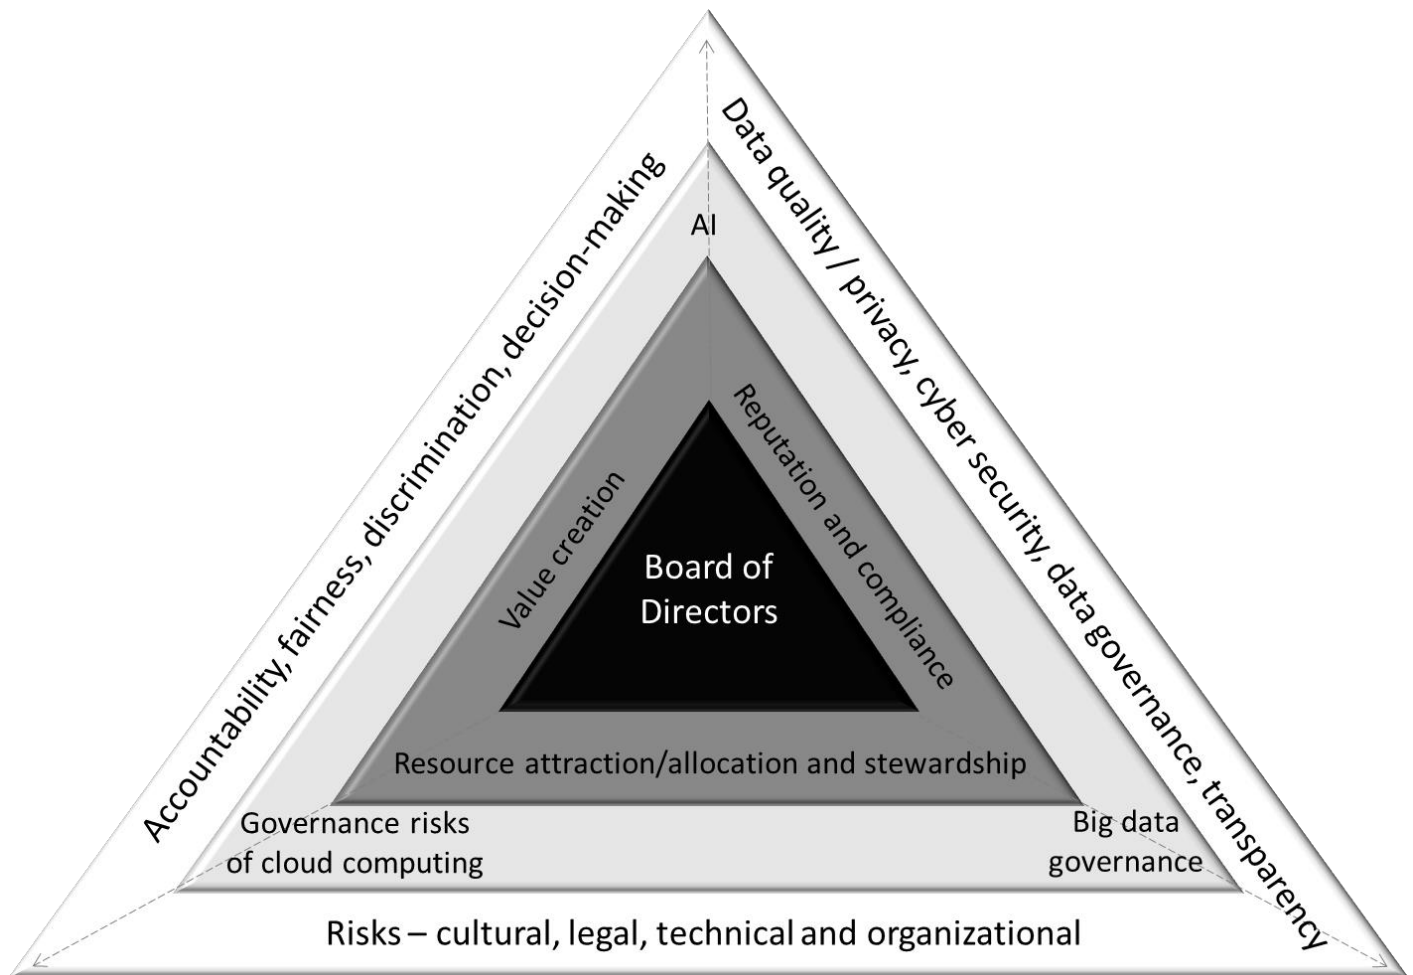 Accountability, fairness, discrimination, decision-making
Data quality / privacy, cyber security, data governance, transparency
AI
Value creation
Reputation and compliance
Board of
Directors
Resource attraction/allocation and stewardship
Governance risks
of cloud computing
Big data
governance
Risks – cultural, legal, technical and organizational